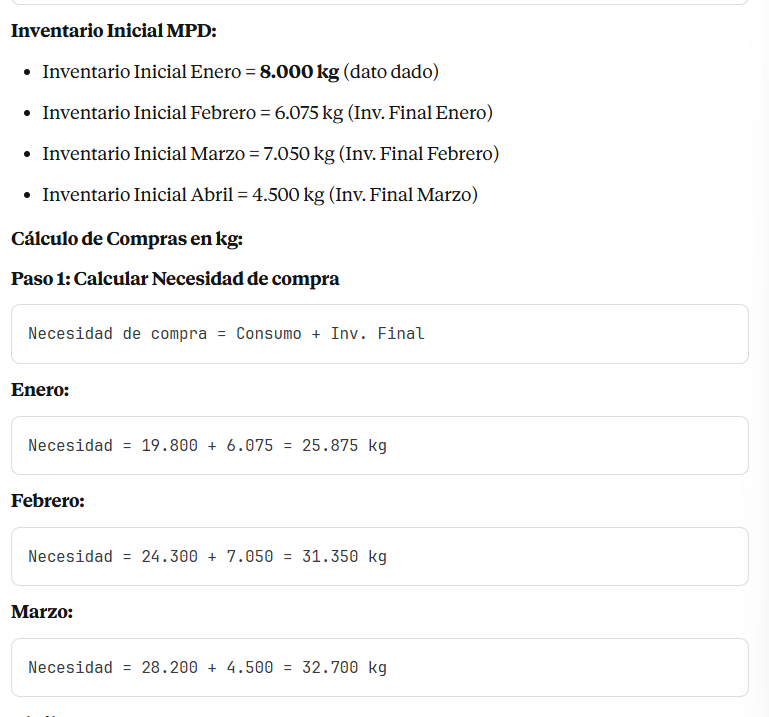 Inventario Inicial MPD:
• Inventario Inicial Enero = 8.000 kg (dato dado)
• Inventario Inicial Febrero = 6.075 kg (Inv. Final Enero)
• Inventario Inicial Marzo = 7.050 kg (Inv. Final Febrero)
• Inventario Inicial Abril = 4.500 kg (Inv. Final Marzo)
Cálculo de Compras en kg:
Paso 1: Calcular Necesidad de compra
Necesidad de compra = Consumo + Inv. Final
Enero:
Necesidad = 19.800 + 6.075 = 25.875 kg
Febrero:
Necesidad = 24.300 + 7.050 = 31.350 kg
Marzo:
Necesidad = 28.200 + 4.500 = 32.700 kg